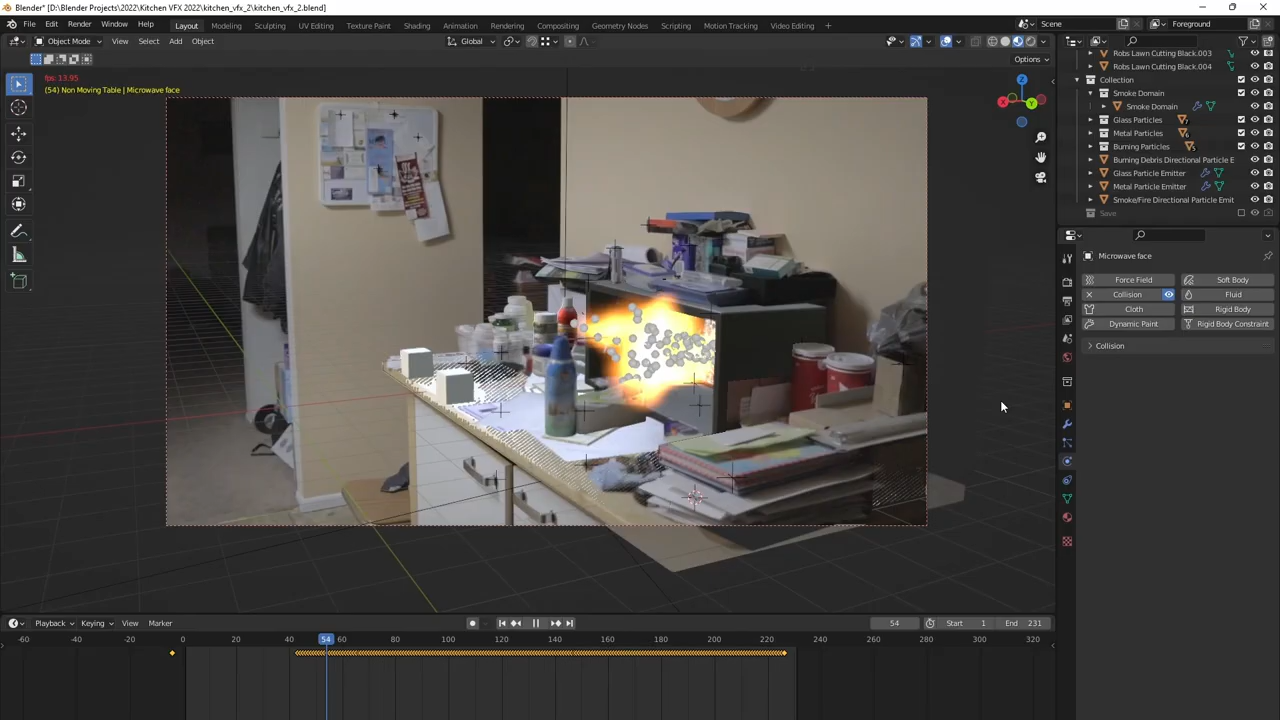 Blender* [D:\Blender Projects\2022\Kitchen VFX 2022\kitchen_vfx_2\kitchen_vfx_2.blend]
File Edit Render Window Help Layout Modeling Sculpting UV Editing Texture Paint Shading Animation Rendering Compositing Geometry Nodes Scripting Motion Tracking Video Editing + Scene Foreground
Object Mode View Select Add Object Global
Options
fps: 13.95
(54) Non Moving Table | Microwave face
X Y Z
Robs Lawn Cutting Black.003
Robs Lawn Cutting Black.004
Collection
Smoke Domain
Smoke Domain
Glass Particles
Metal Particles
Burning Particles
Burning Debris Directional Particle E
Glass Particle Emitter
Metal Particle Emitter
Smoke/Fire Directional Particle Emit
Save
Microwave face
Force Field Soft Body
Collision Fluid
Cloth Rigid Body
Dynamic Paint Rigid Body Constraint
Collision
Playback Keying View Marker 54 Start 1 End 231
-60 -40 -20 0 20 40 54 60 80 100 120 140 160 180 200 220 240 260 280 300 320